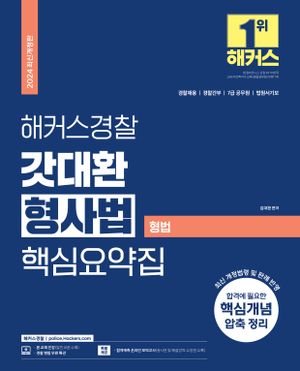 2024 최신개정판
1위
해커스
경찰채용 | 경찰간부 | 7급 공무원 | 법원서기보
해커스경찰
갓대환
형사법
형법
핵심요약집
김대환 편저
최신 개정법령 및 판례 반영
합격에 필요한
핵심개념
압축 정리
해커스경찰 | police.Hackers.com